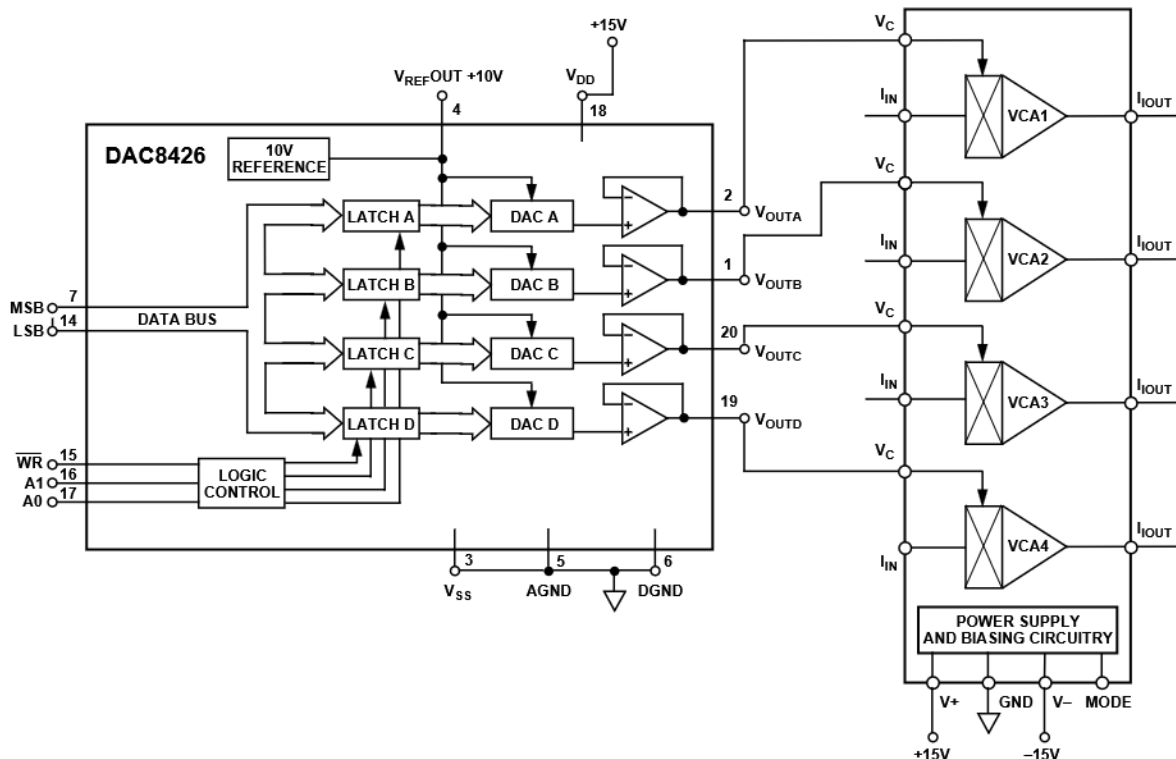 +15V
VREFOUT +10V
VDD
4
18
DAC8426
10V
REFERENCE
LATCH A
DAC A
−
+
2
VOUTA
LATCH B
DAC B
−
+
1
VOUTB
MSB
7
LSB
14
DATA BUS
LATCH C
DAC C
−
+
20
VOUTC
LATCH D
DAC D
−
+
19
VOUTD
WR
15
A1
16
A0
17
LOGIC
CONTROL
3
5
6
VSS
AGND
DGND
VC
IIN
VCA1
IIOUT
VC
IIN
VCA2
IIOUT
VC
IIN
VCA3
IIOUT
VC
IIN
VCA4
IIOUT
POWER SUPPLY
AND BIASING CIRCUITRY
V+
GND
V–
MODE
+15V
–15V